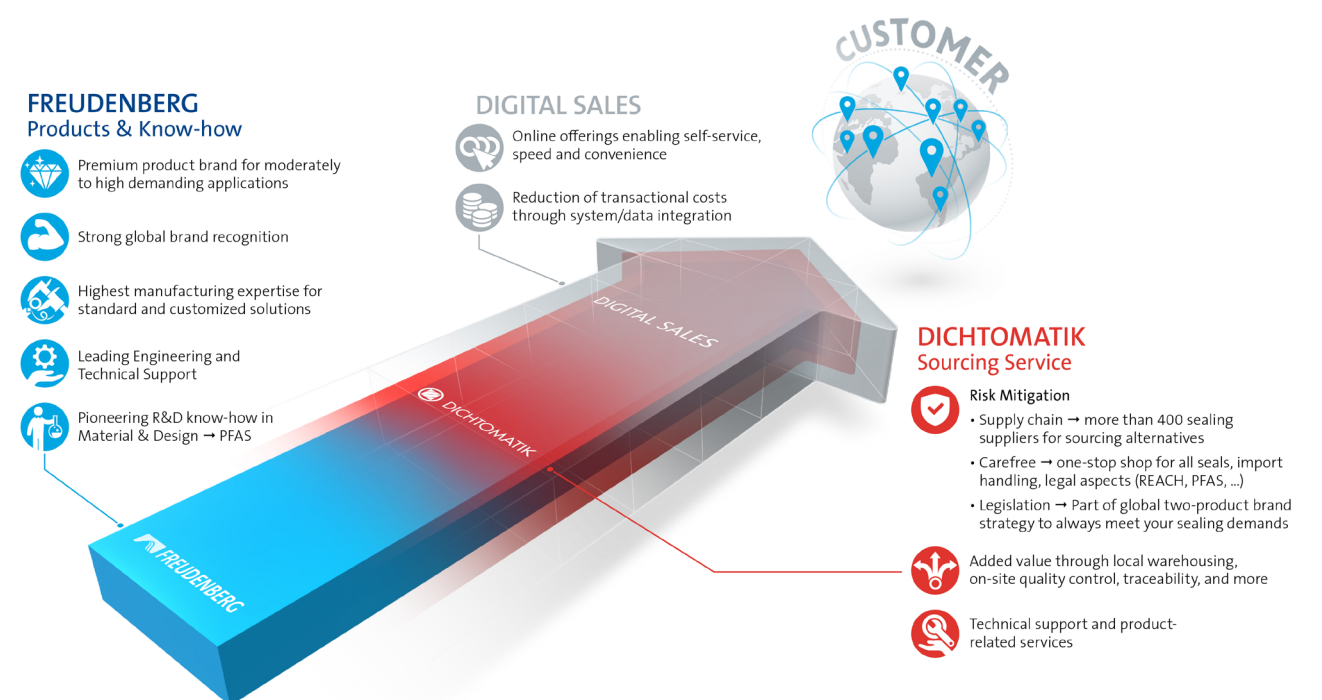 CUSTOMER
FREUDENBERG
Products & Know-how
Premium product brand for moderately
to high demanding applications
Strong global brand recognition
Highest manufacturing expertise for
standard and customized solutions
Leading Engineering and
Technical Support
Pioneering R&D know-how in
Material & Design → PFAS
DIGITAL SALES
Online offerings enabling self-service,
speed and convenience
Reduction of transactional costs
through system/data integration
DIGITAL SALES
DICHTOMATIK
FREUDENBERG
DICHTOMATIK
Sourcing Service
Risk Mitigation
• Supply chain → more than 400 sealing
suppliers for sourcing alternatives
• Carefree → one-stop shop for all seals, import
handling, legal aspects (REACH, PFAS, ...)
• Legislation → Part of global two-product brand
strategy to always meet your sealing demands
Added value through local warehousing,
on-site quality control, traceability, and more
Technical support and product-
related services